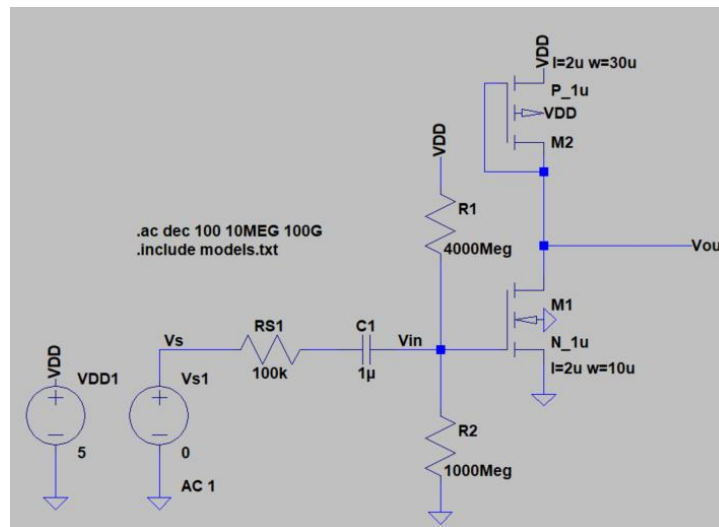 VDD
l=2u w=30u
P_1u
VDD
M2
VDD
R1
4000Meg
.ac dec 100 10MEG 100G
.include models.txt
Vou
M1
N_1u
l=2u w=10u
Vs
RS1
100k
C1
1µ
Vin
VDD
VDD1
5
Vs1
0
AC 1
R2
1000Meg